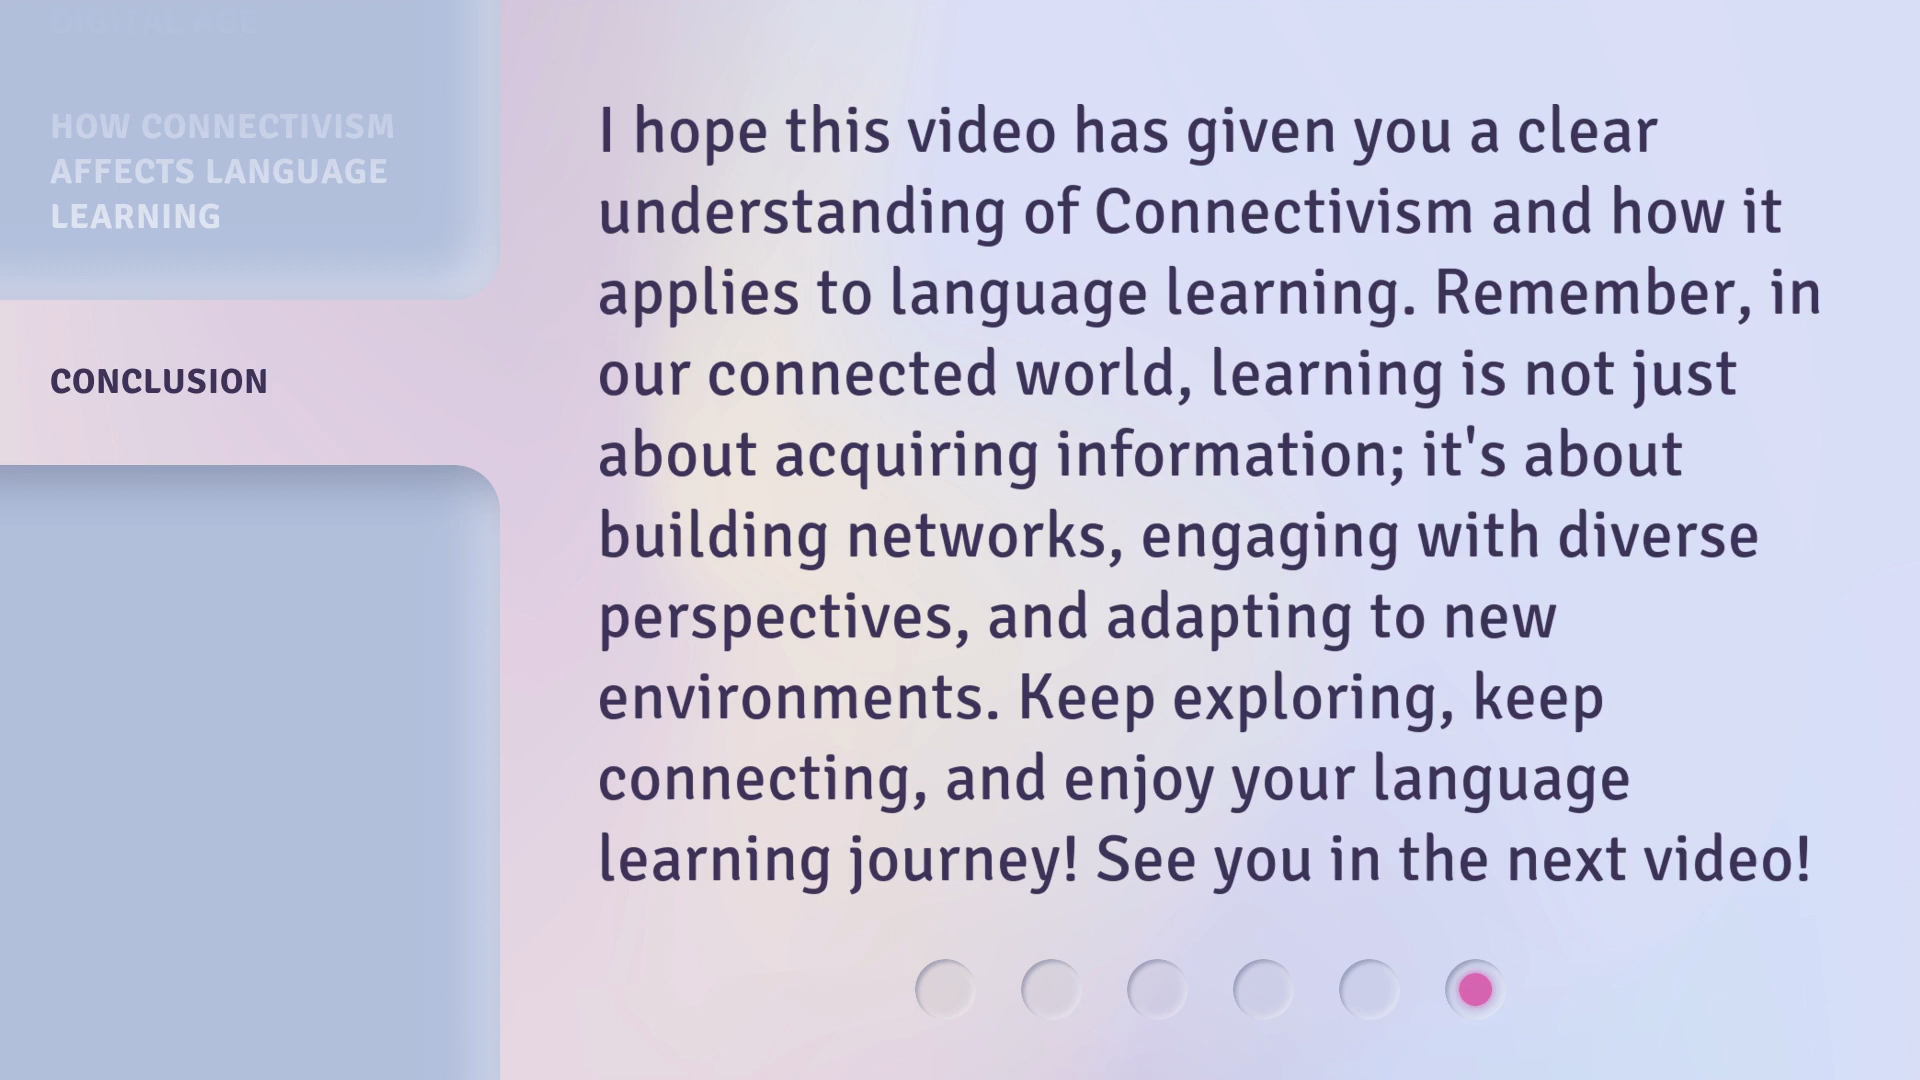 DIGITAL AGE
HOW CONNECTIVISM
AFFECTS LANGUAGE
LEARNING
CONCLUSION
I hope this video has given you a clear
understanding of Connectivism and how it
applies to language learning. Remember, in
our connected world, learning is not just
about acquiring information; it's about
building networks, engaging with diverse
perspectives, and adapting to new
environments. Keep exploring, keep
connecting, and enjoy your language
learning journey! See you in the next video!